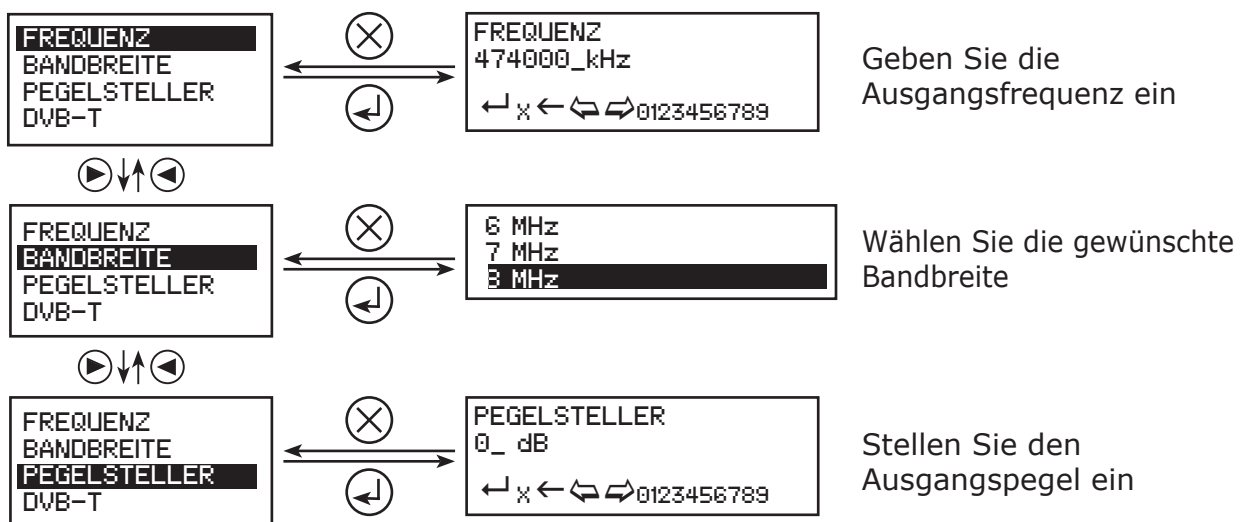 FREQUENZ
BANDBREITE
PEGELSTELLER
DVB-T
FREQUENZ
474000_kHz
↵ X ← ⇦ ⇨ 0123456789
Geben Sie die
Ausgangsfrequenz ein
FREQUENZ
BANDBREITE
PEGELSTELLER
DVB-T
6 MHz
7 MHz
8 MHz
Wählen Sie die gewünschte
Bandbreite
FREQUENZ
BANDBREITE
PEGELSTELLER
DVB-T
PEGELSTELLER
0_ dB
↵ X ← ⇦ ⇨ 0123456789
Stellen Sie den
Ausgangspegel ein